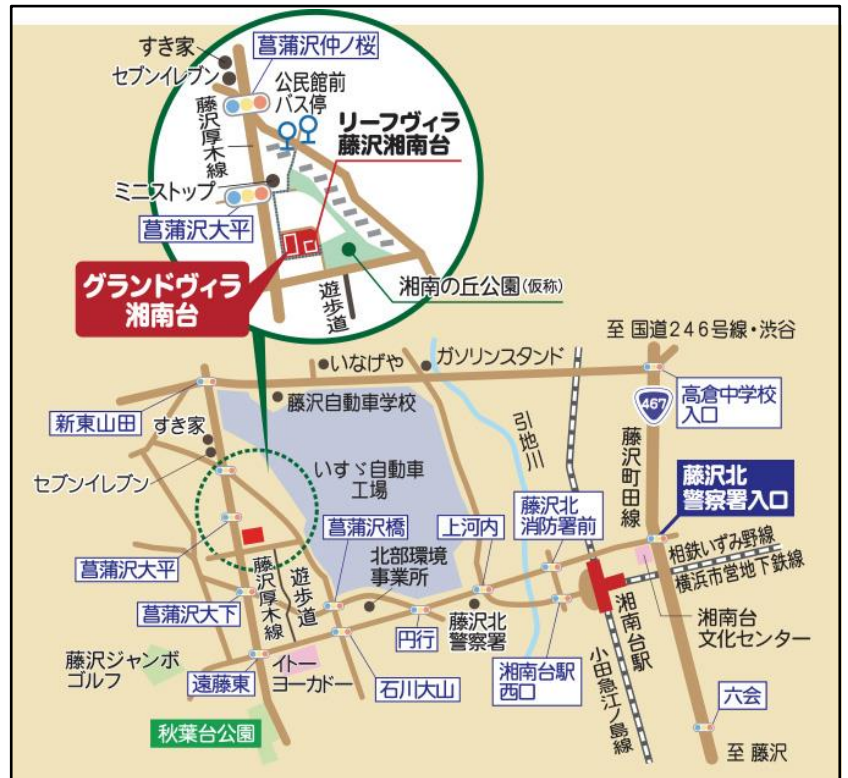 すき家
セブンイレブン
菖蒲沢仲ノ桜
公民館前
バス停
藤沢厚木線
リーフヴィラ
藤沢湘南台
ミニストップ
菖蒲沢大平
グランドヴィラ
湘南台
遊歩道
湘南の丘公園(仮称)
至 国道246号線・渋谷
いなげや
ガソリンスタンド
新東山田
藤沢自動車学校
467
高倉中学校
入口
すき家
セブンイレブン
いすゞ自動車
工場
引地川
藤沢町田線
藤沢北
警察署入口
藤沢北
消防署前
菖蒲沢橋
上河内
相鉄いずみ野線
横浜市営地下鉄線
菖蒲沢大平
藤沢厚木線
遊歩道
北部環境
事業所
菖蒲沢大下
円行
藤沢北
警察署
湘南台駅
湘南台
文化センター
藤沢ジャンボ
ゴルフ
遠藤東
イトー
ヨーカドー
石川大山
湘南台駅
西口
小田急江ノ島線
六会
秋葉台公園
至 藤沢